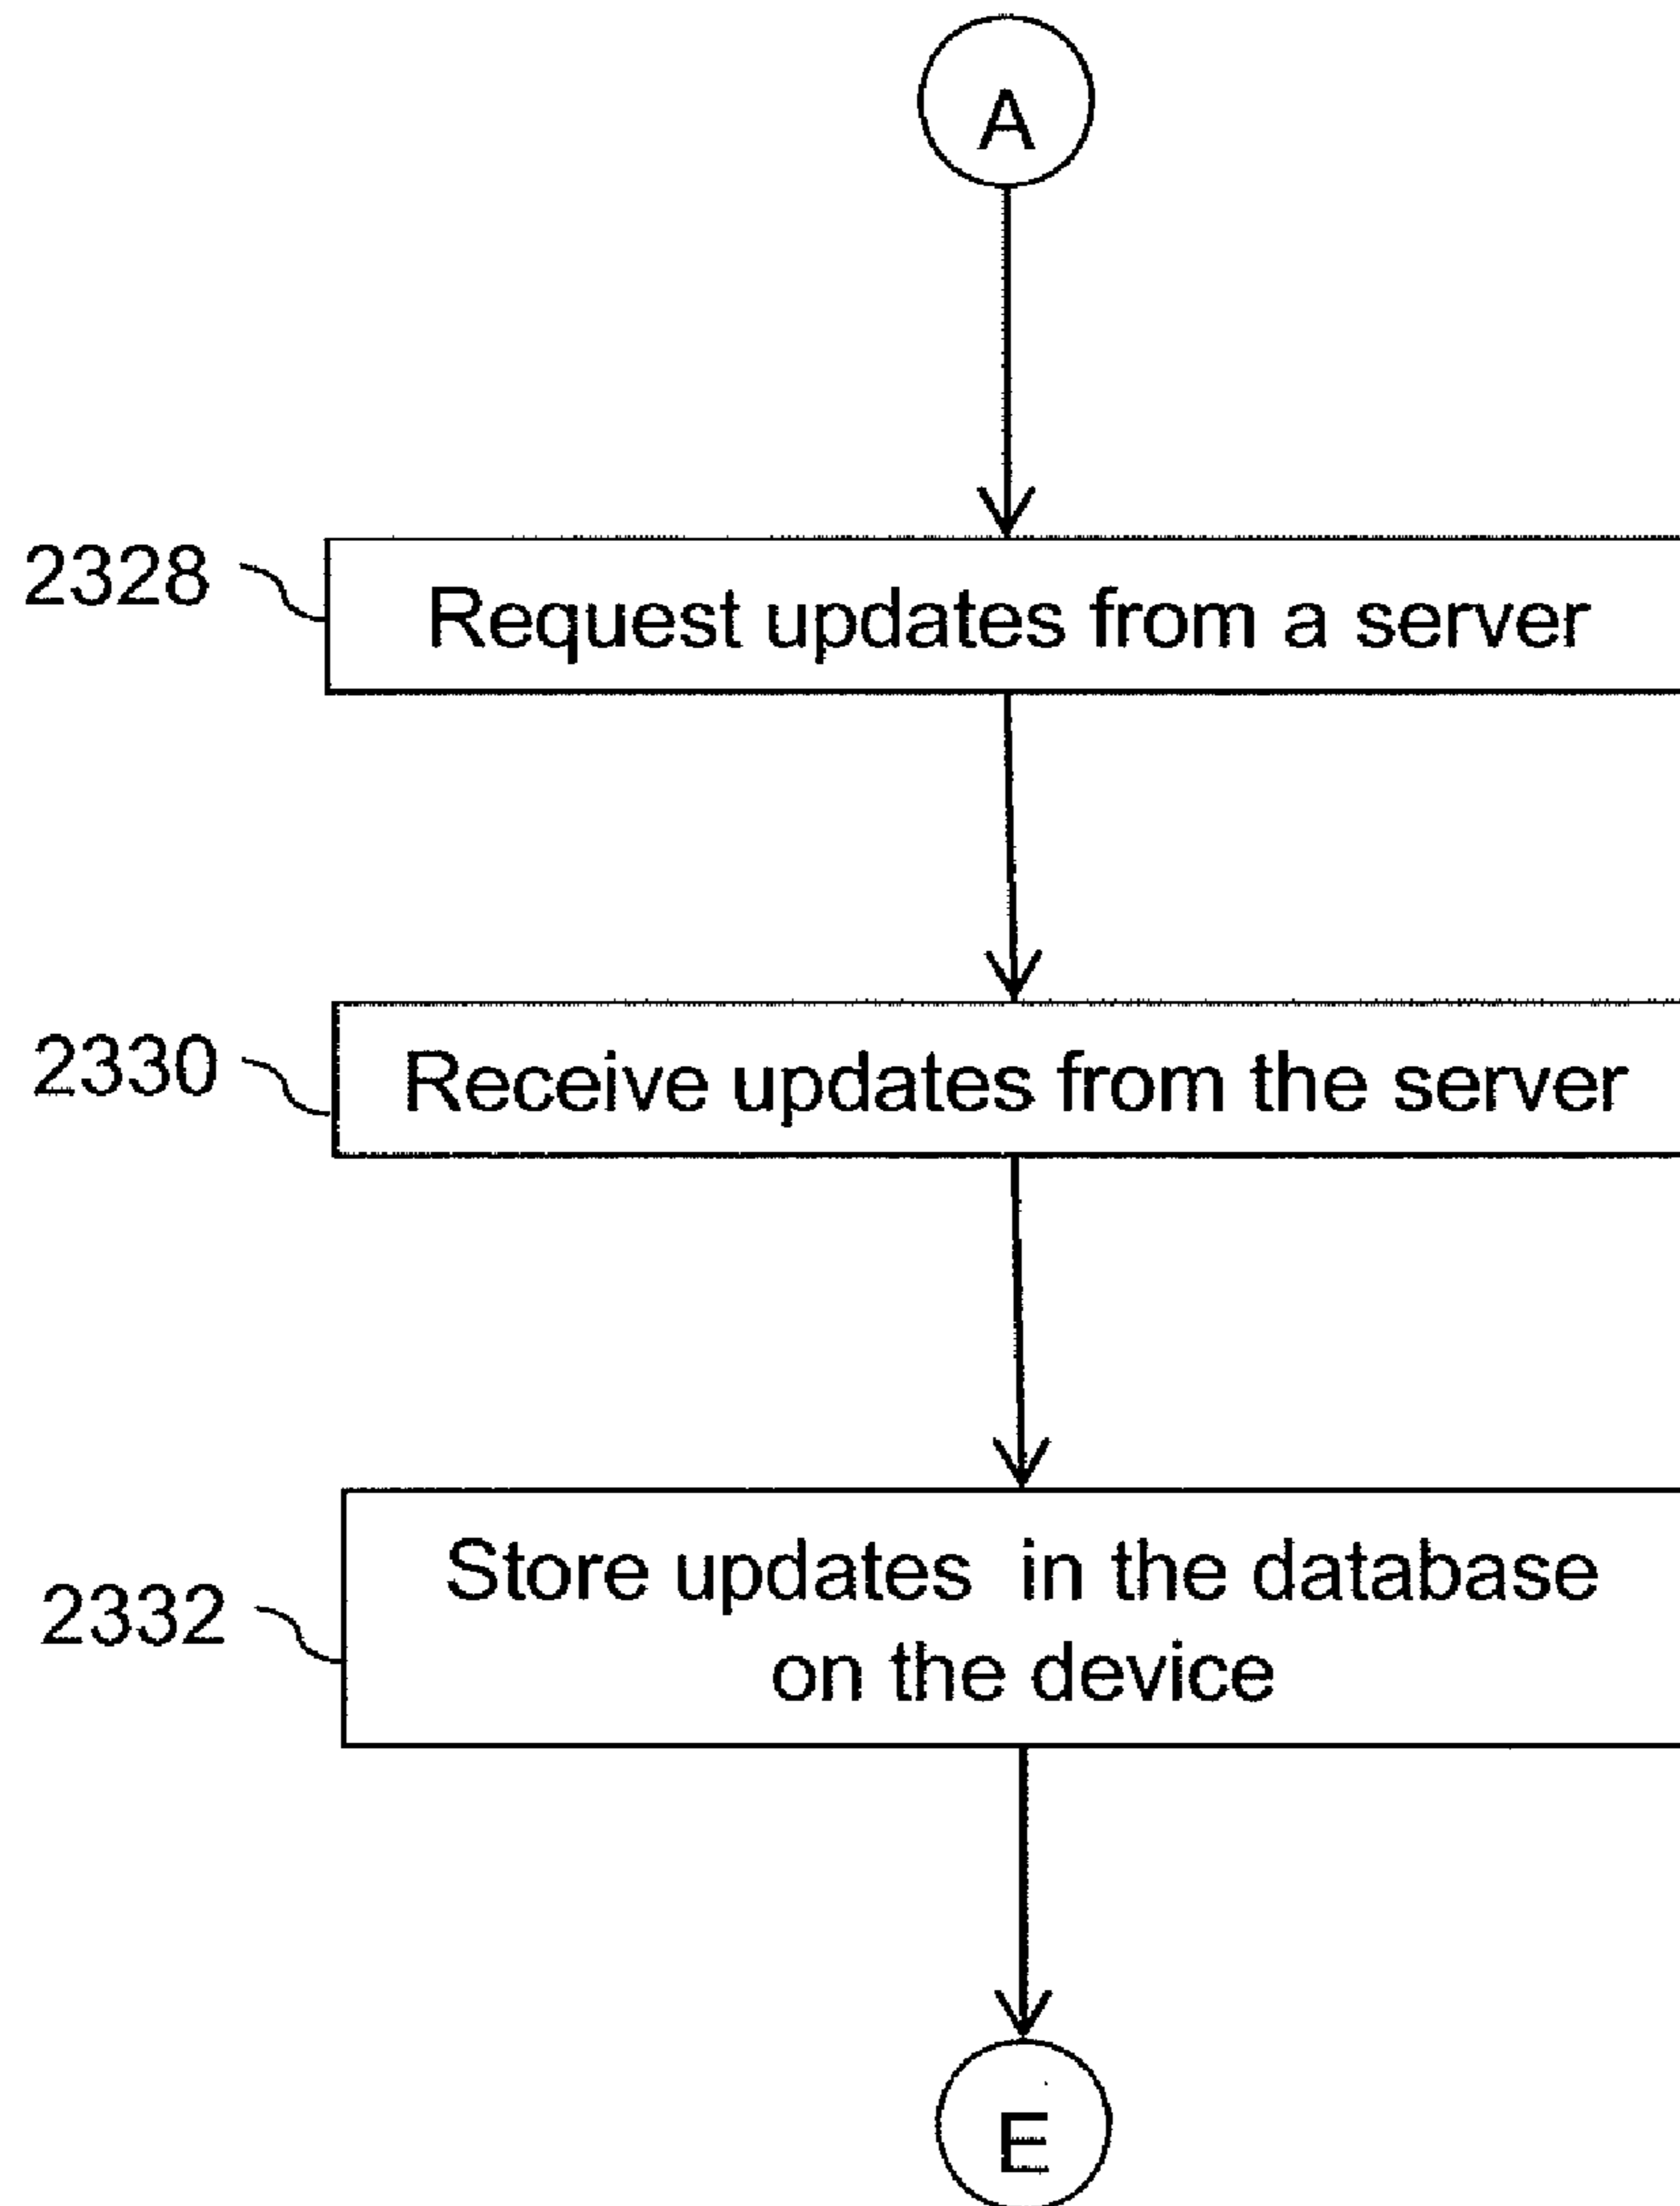 A
2328
Request updates from a server
2330
Receive updates from the server
2332
Store updates in the database
on the device
E